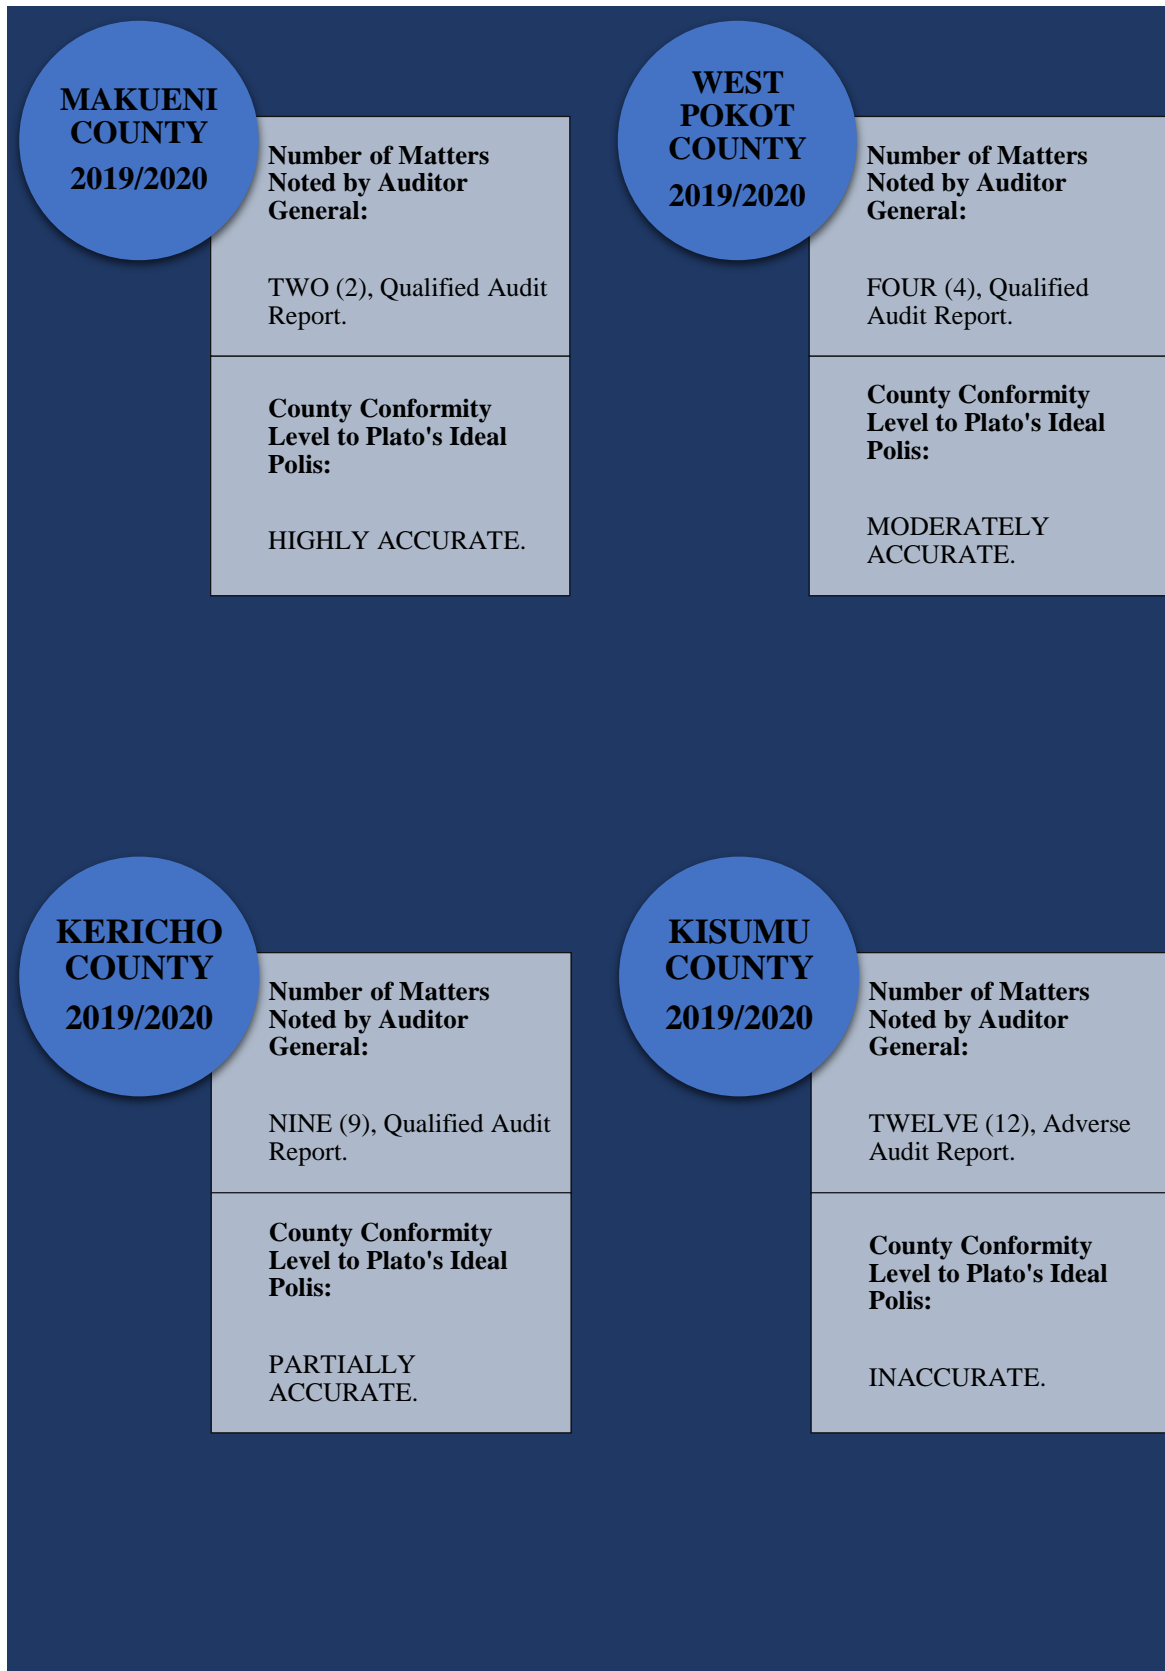 MAKUENI
COUNTY
2019/2020
Number of Matters
Noted by Auditor
General:
TWO (2), Qualified Audit
Report.
County Conformity
Level to Plato's Ideal
Polis:
HIGHLY ACCURATE.
WEST
POKOT
COUNTY
2019/2020
Number of Matters
Noted by Auditor
General:
FOUR (4), Qualified
Audit Report.
County Conformity
Level to Plato's Ideal
Polis:
MODERATELY
ACCURATE.
KERICHO
COUNTY
2019/2020
Number of Matters
Noted by Auditor
General:
NINE (9), Qualified Audit
Report.
County Conformity
Level to Plato's Ideal
Polis:
PARTIALLY
ACCURATE.
KISUMU
COUNTY
2019/2020
Number of Matters
Noted by Auditor
General:
TWELVE (12), Adverse
Audit Report.
County Conformity
Level to Plato's Ideal
Polis:
INACCURATE.